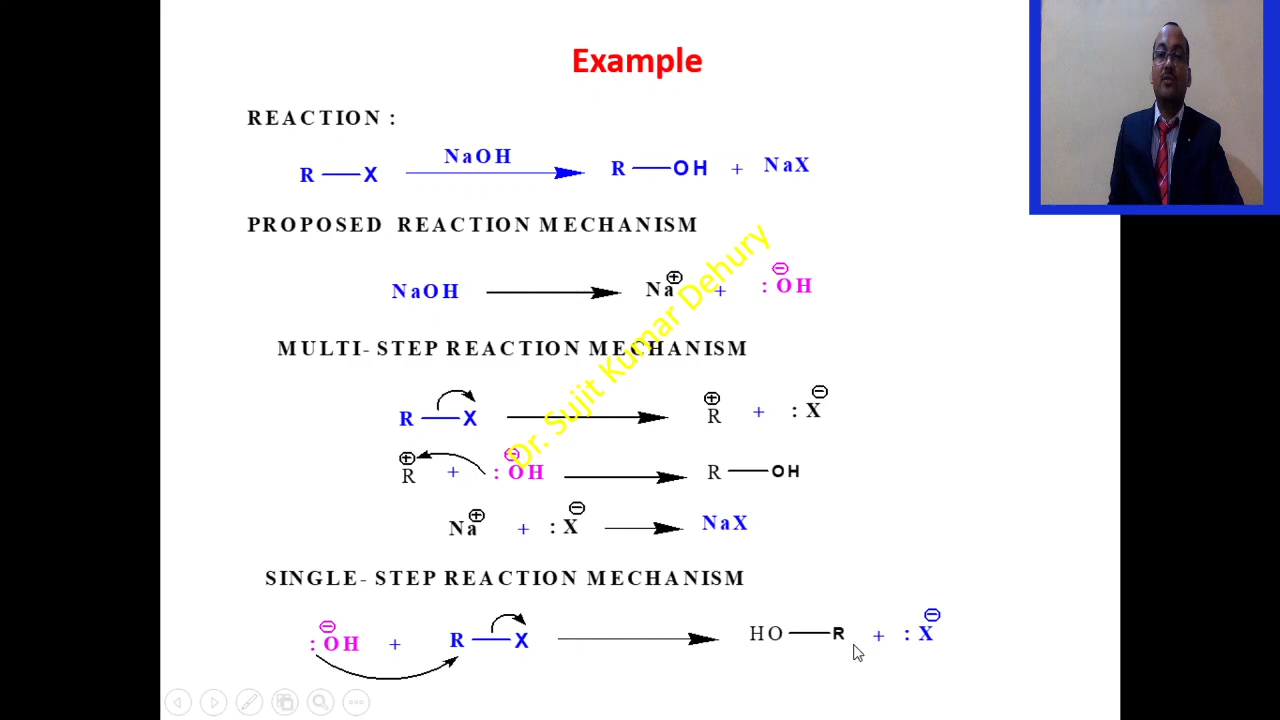 Example
REACTION :
R—X NaOH R—OH + NaX
PROPOSED REACTION MECHANISM
NaOH Na⊕ + :OH⊖
MULTI- STEP REACTION MECHANISM
R—X R⊕ + :X⊖
R⊕ + :OH⊖ R—OH
Na⊕ + :X⊖ NaX
SINGLE- STEP REACTION MECHANISM
:OH⊖ + R—X HO—R + :X⊖
Dr. Sujit Kumar Dehury